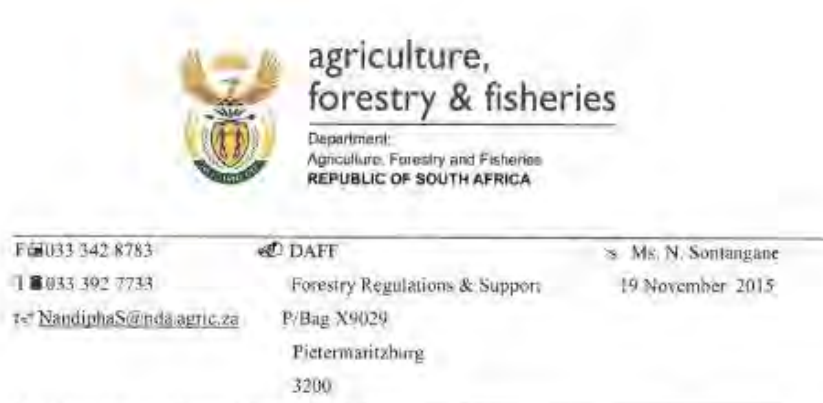 agriculture,
forestry & fisheries
Department:
Agriculture, Forestry and Fisheries
REPUBLIC OF SOUTH AFRICA
F 033 342 8783 DAFF Ms. N. Sontangane
T 033 392 7733 Forestry Regulations & Support 19 November 2015
NandiphaS@nda.agric.za P/Bag X9029
Pietermaritzburg
3200